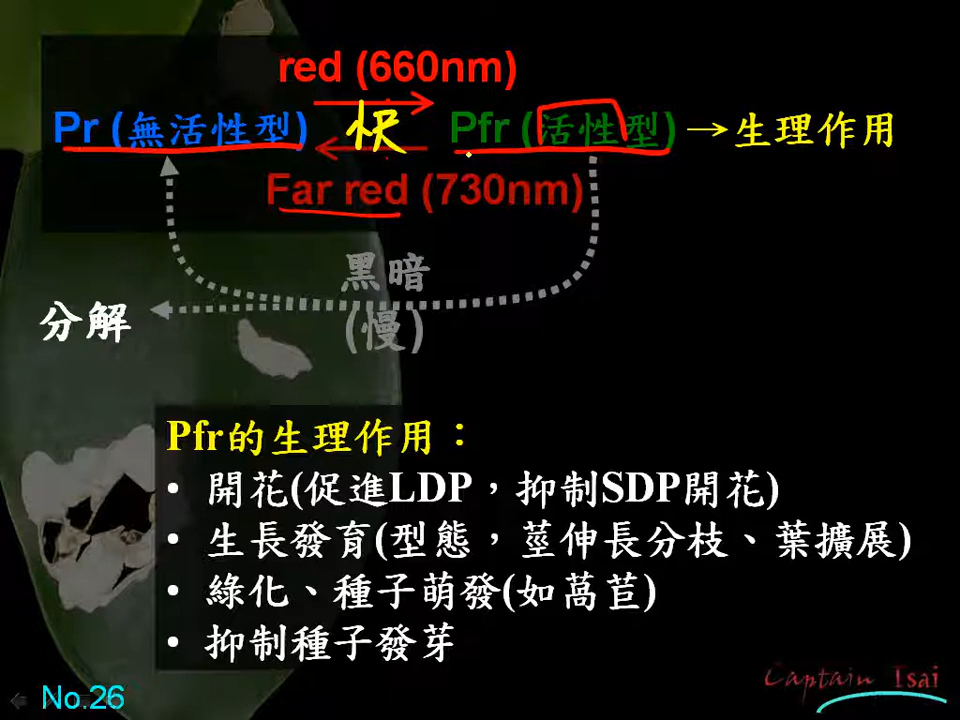 red (660nm)
Pr (無活性型) 快 Pfr (活性型) →生理作用
Far red (730nm)
黑暗
(慢)
分解
Pfr的生理作用：
• 開花(促進LDP，抑制SDP開花)
• 生長發育(型態，莖伸長分枝、葉擴展)
• 綠化、種子萌發(如萵苣)
• 抑制種子發芽
Captain Tsai
No.26